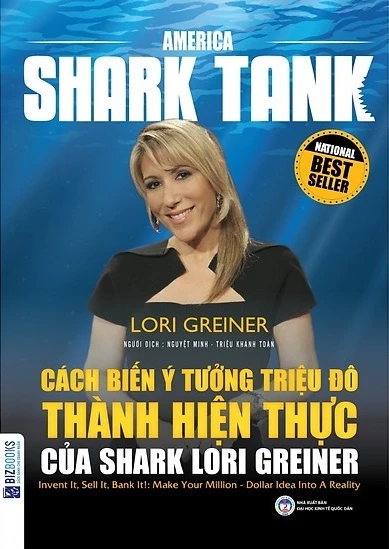 AMERICA
SHARK TANK
NATIONAL
BEST
SELLER
LORI GREINER
NGƯỜI DỊCH : NGUYỆT MINH - TRIỆU KHÁNH TOÀN
CÁCH BIẾN Ý TƯỞNG TRIỆU ĐÔ
THÀNH HIỆN THỰC
CỦA SHARK LORI GREINER
Invent It, Sell It, Bank It!: Make Your Million - Dollar Idea Into A Reality
BIZBOOKS
NHÀ XUẤT BẢN
ĐẠI HỌC KINH TẾ QUỐC DÂN